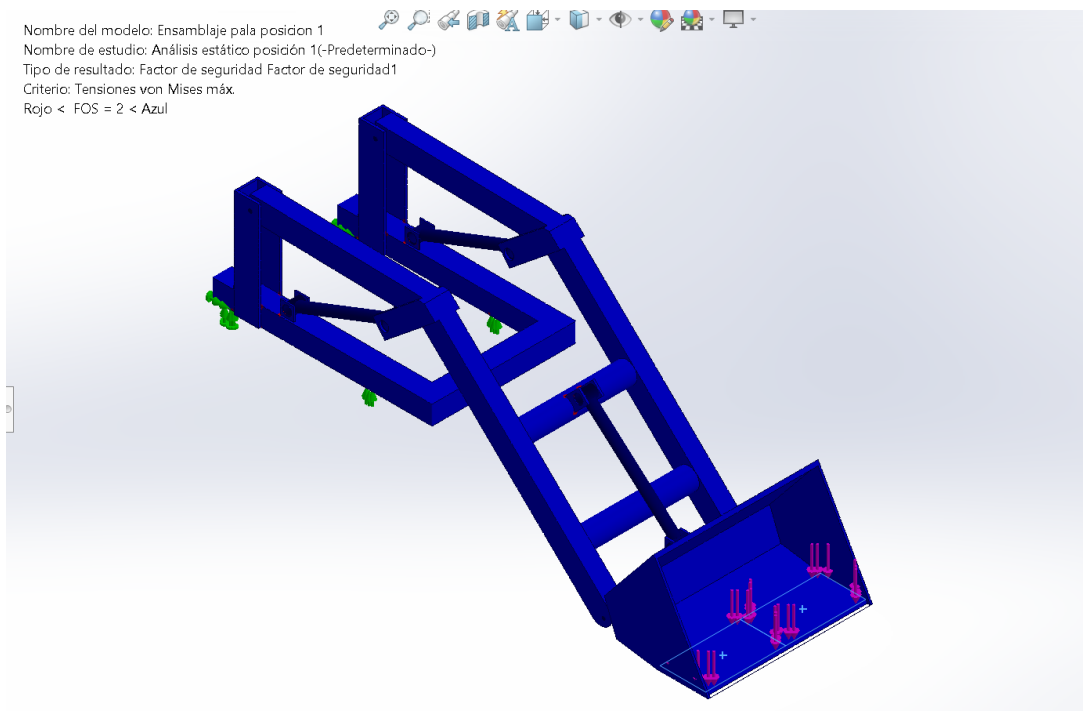 Nombre del modelo: Ensamblaje pala posicion 1
Nombre de estudio: Análisis estático posición 1(-Predeterminado-)
Tipo de resultado: Factor de seguridad Factor de seguridad1
Criterio: Tensiones von Mises máx.
Rojo < FOS = 2 < Azul